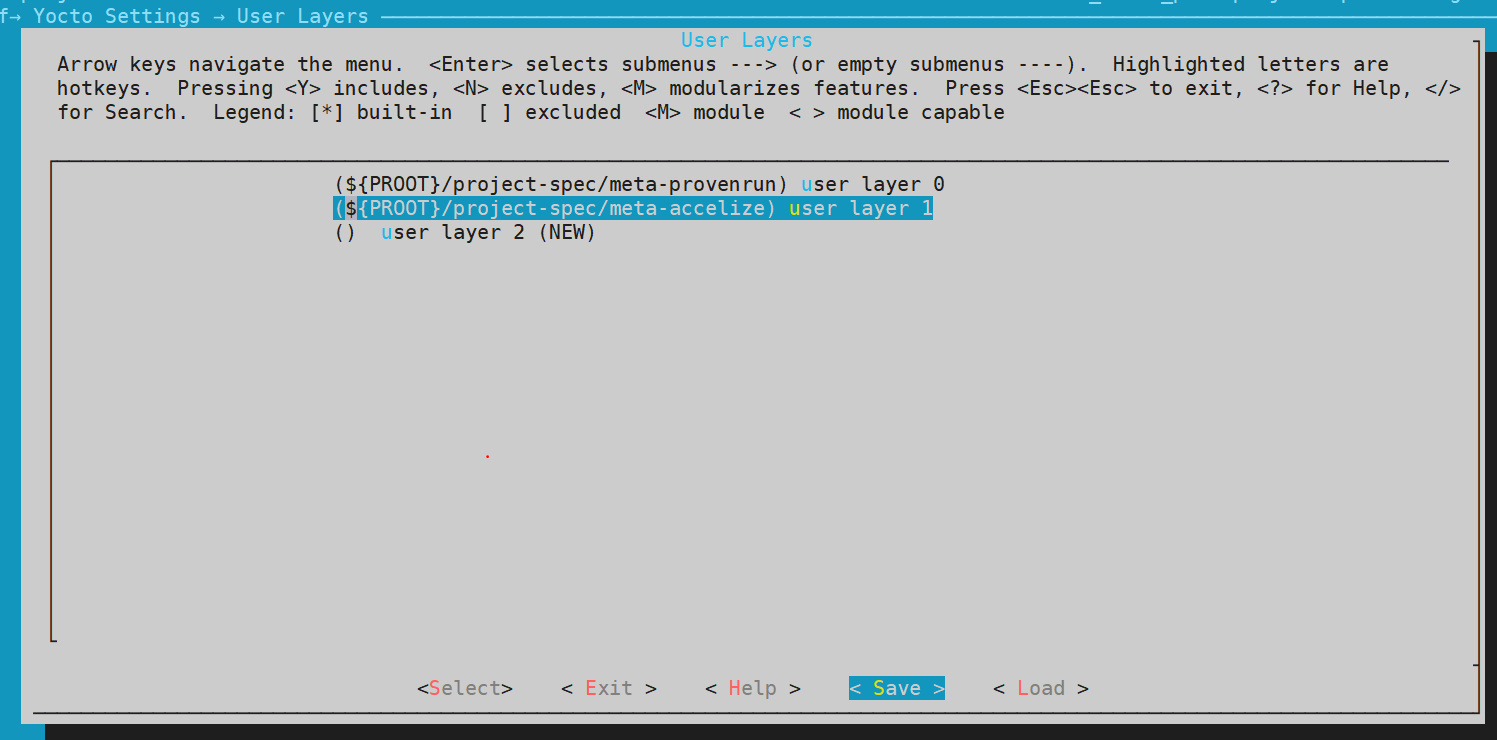 f→ Yocto Settings → User Layers
User Layers
Arrow keys navigate the menu.  <Enter> selects submenus ---> (or empty submenus ----).  Highlighted letters are
hotkeys.  Pressing <Y> includes, <N> excludes, <M> modularizes features.  Press <Esc><Esc> to exit, <?> for Help, </>
for Search.  Legend: [*] built-in  [ ] excluded  <M> module  < > module capable
(${PROOT}/project-spec/meta-provenrun) user layer 0
(${PROOT}/project-spec/meta-accelize) user layer 1
()  user layer 2 (NEW)
<Select>    < Exit >    < Help >    < Save >    < Load >